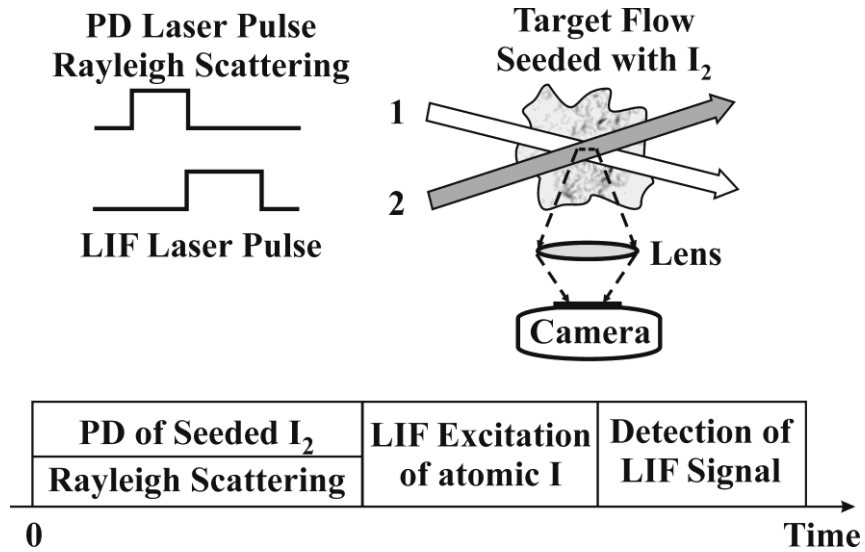 PD Laser Pulse
Rayleigh Scattering
LIF Laser Pulse
Target Flow
Seeded with I₂
1
2
Lens
Camera
PD of Seeded I₂
Rayleigh Scattering
LIF Excitation
of atomic I
Detection of
LIF Signal
0
Time